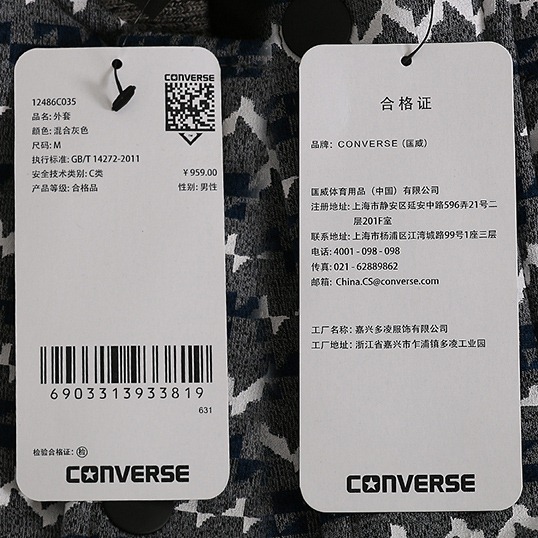 CONVERSE
12486C035
品名: 外套
颜色: 混合灰色
尺码: M
执行标准: GB/T 14272-2011
安全技术类别: C类
¥ 959.00
产品等级: 合格品
性别: 男性
6903313933819
631
检验合格证: 检
CONVERSE
合格证
品牌: CONVERSE (匡威)
匡威体育用品（中国）有限公司
注册地址: 上海市静安区延安中路596弄21号二
层201F室
联系地址: 上海市杨浦区江湾城路99号1座三层
电话: 4001 - 098 - 098
传真: 021 - 62889862
邮箱: China.CS@converse.com
工厂名称: 嘉兴多凌服饰有限公司
工厂地址: 浙江省嘉兴市乍浦镇多凌工业园
CONVERSE